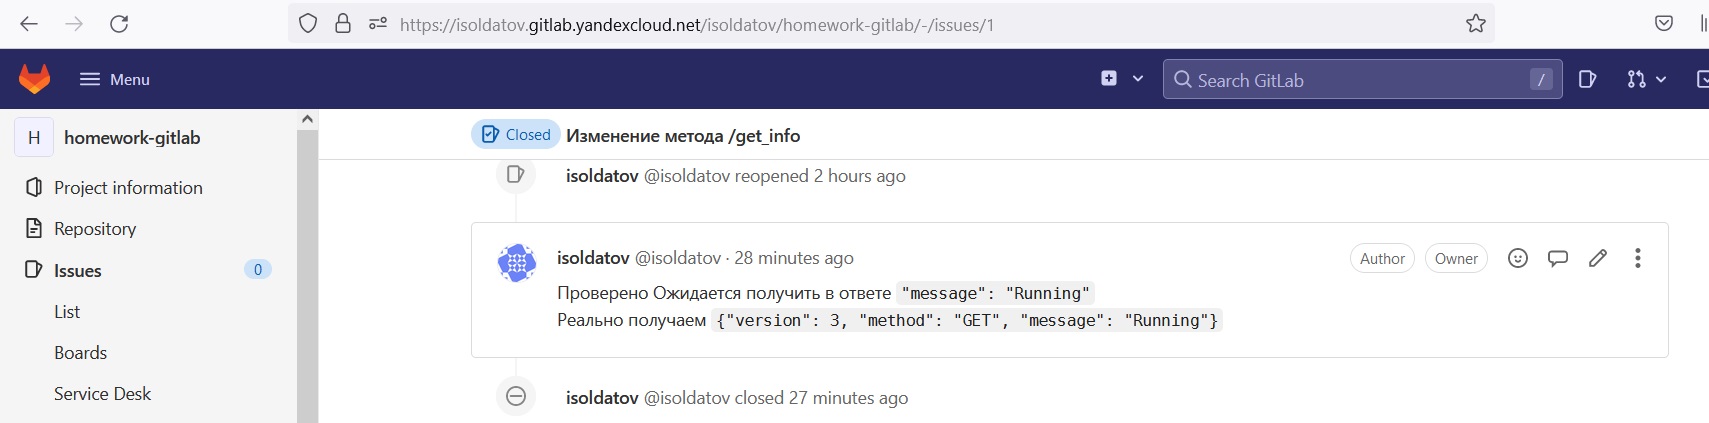 https://isoldatov.gitlab.yandexcloud.net/isoldatov/homework-gitlab/-/issues/1
Menu
Search GitLab
/
H
homework-gitlab
Closed
Изменение метода /get_info
isoldatov @isoldatov reopened 2 hours ago
Project information
Repository
Issues
0
List
Boards
Service Desk
isoldatov @isoldatov · 28 minutes ago
Author
Owner
Проверено Ожидается получить в ответе "message": "Running"
Реально получаем {"version": 3, "method": "GET", "message": "Running"}
isoldatov @isoldatov closed 27 minutes ago